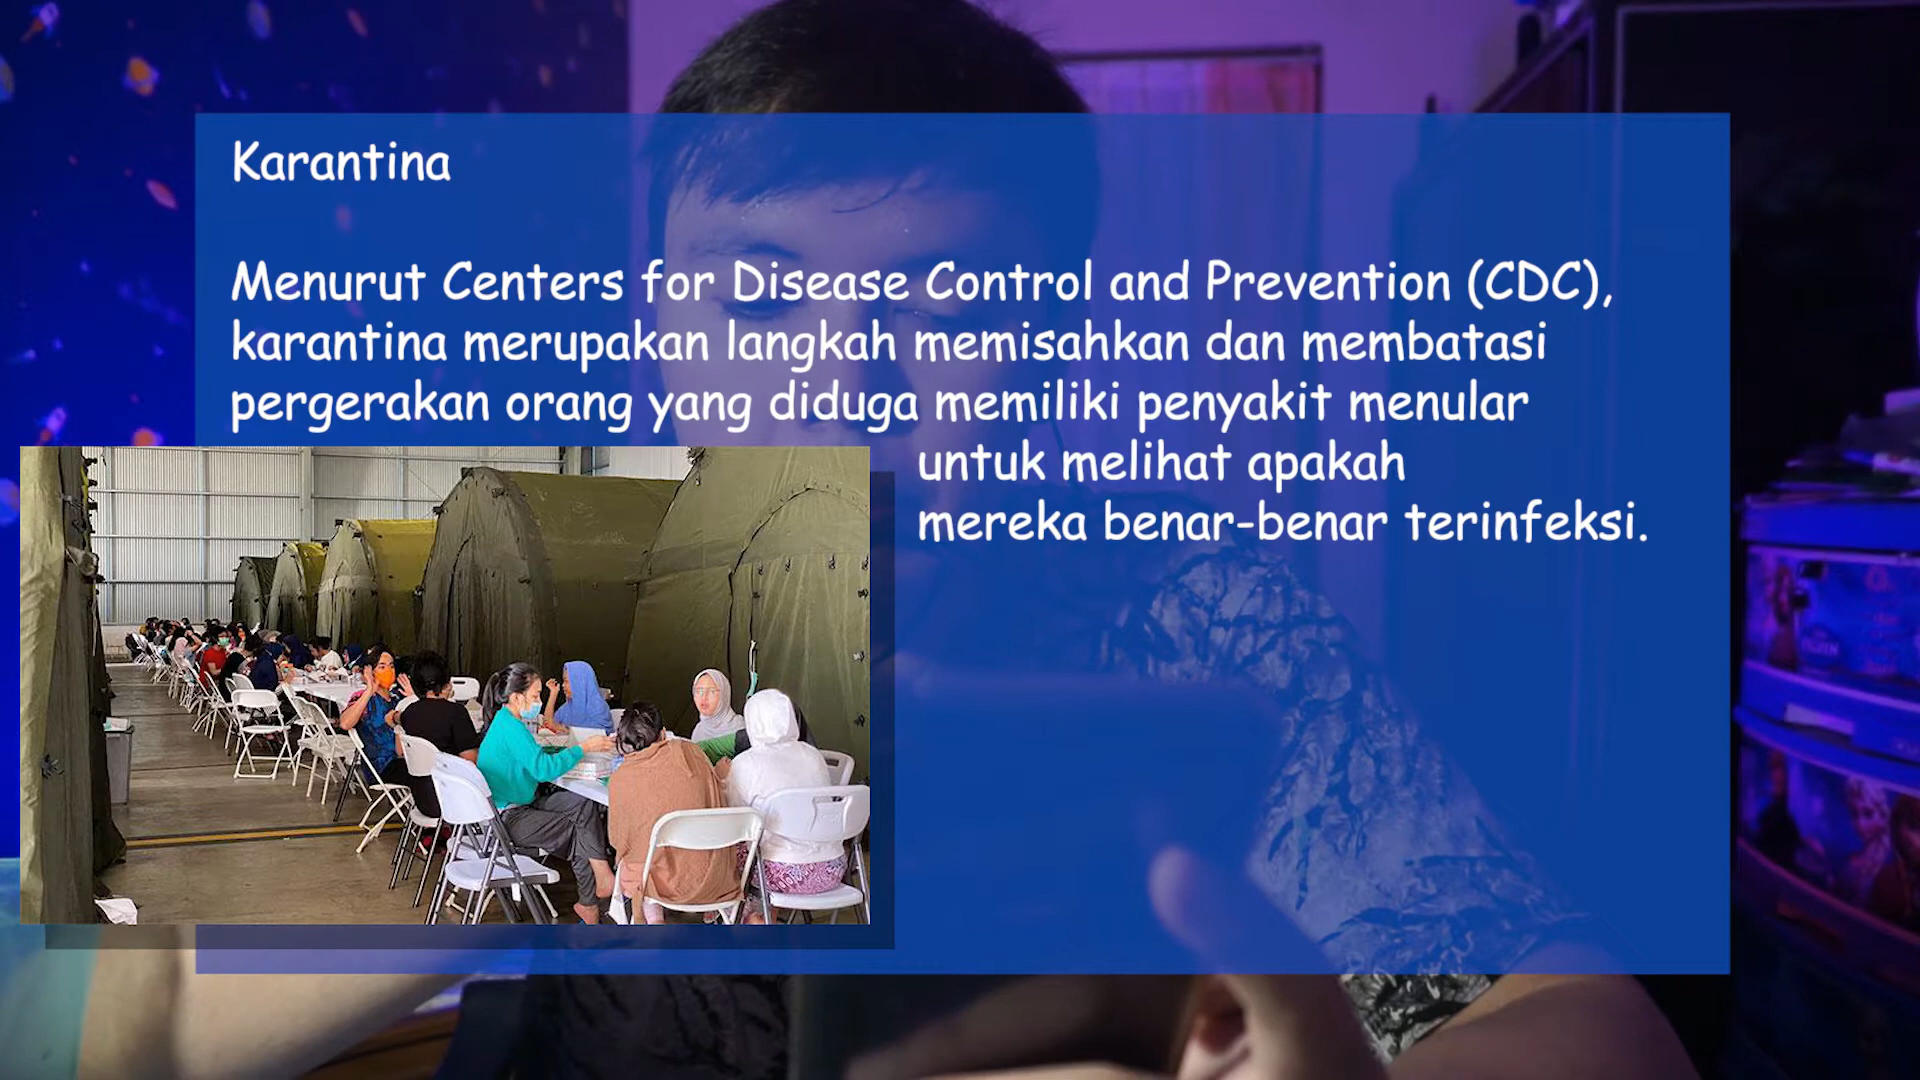 Karantina
Menurut Centers for Disease Control and Prevention (CDC),
karantina merupakan langkah memisahkan dan membatasi
pergerakan orang yang diduga memiliki penyakit menular
untuk melihat apakah
mereka benar-benar terinfeksi.